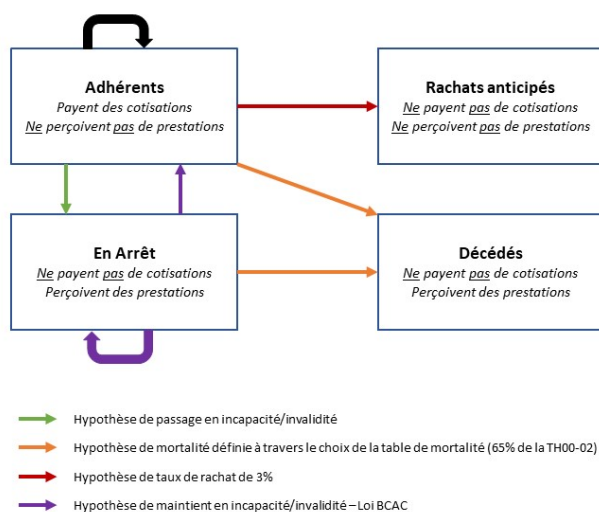 Adhérents
Payent des cotisations
Ne perçoivent pas de prestations
Rachats anticipés
Ne payent pas de cotisations
Ne perçoivent pas de prestations
En Arrêt
Ne payent pas de cotisations
Perçoivent des prestations
Décédés
Ne payent pas de cotisations
Perçoivent des prestations
Hypothèse de passage en incapacité/invalidité
Hypothèse de mortalité définie à travers le choix de la table de mortalité (65% de la TH00-02)
Hypothèse de taux de rachat de 3%
Hypothèse de maintient en incapacité/invalidité – Loi BCAC